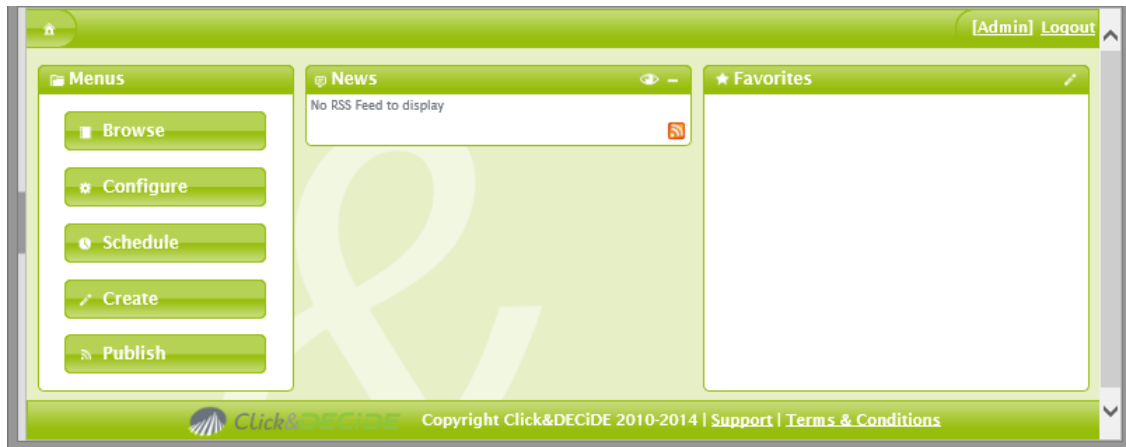 [Admin] Logout
Menus
Browse
Configure
Schedule
Create
Publish
News
No RSS Feed to display
Favorites
Click&DECiDE Copyright Click&DECiDE 2010-2014 | Support | Terms & Conditions